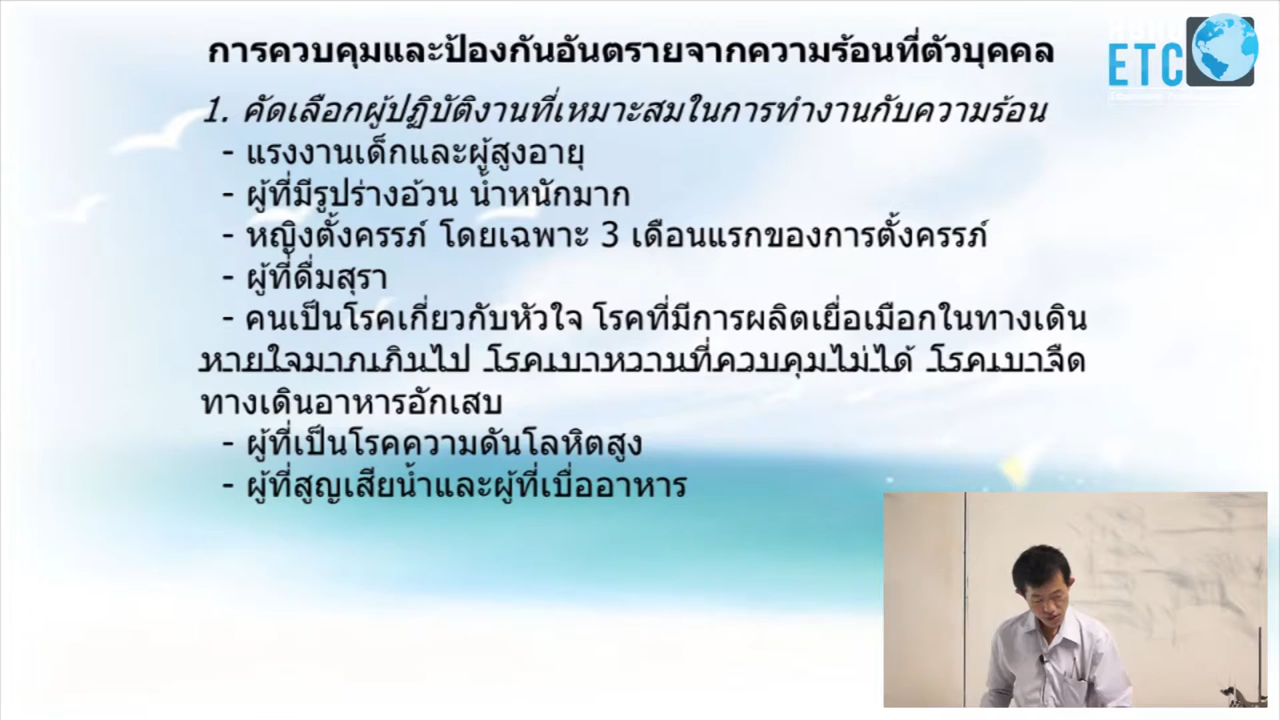 การควบคุมและป้องกันอันตรายจากความร้อนที่ตัวบุคคล
ETC
1. คัดเลือกผู้ปฏิบัติงานที่เหมาะสมในการทำงานกับความร้อน
- แรงงานเด็กและผู้สูงอายุ
- ผู้ที่มีรูปร่างอ้วน น้ำหนักมาก
- หญิงตั้งครรภ์ โดยเฉพาะ 3 เดือนแรกของการตั้งครรภ์
- ผู้ที่ดื่มสุรา
- คนเป็นโรคเกี่ยวกับหัวใจ โรคที่มีการผลิตเยื่อเมือกในทางเดิน
หายใจมากเกินไป โรคเบาหวานที่ควบคุมไม่ได้ โรคเบาจืด
ทางเดินอาหารอักเสบ
- ผู้ที่เป็นโรคความดันโลหิตสูง
- ผู้ที่สูญเสียน้ำและผู้ที่เบื่ออาหาร